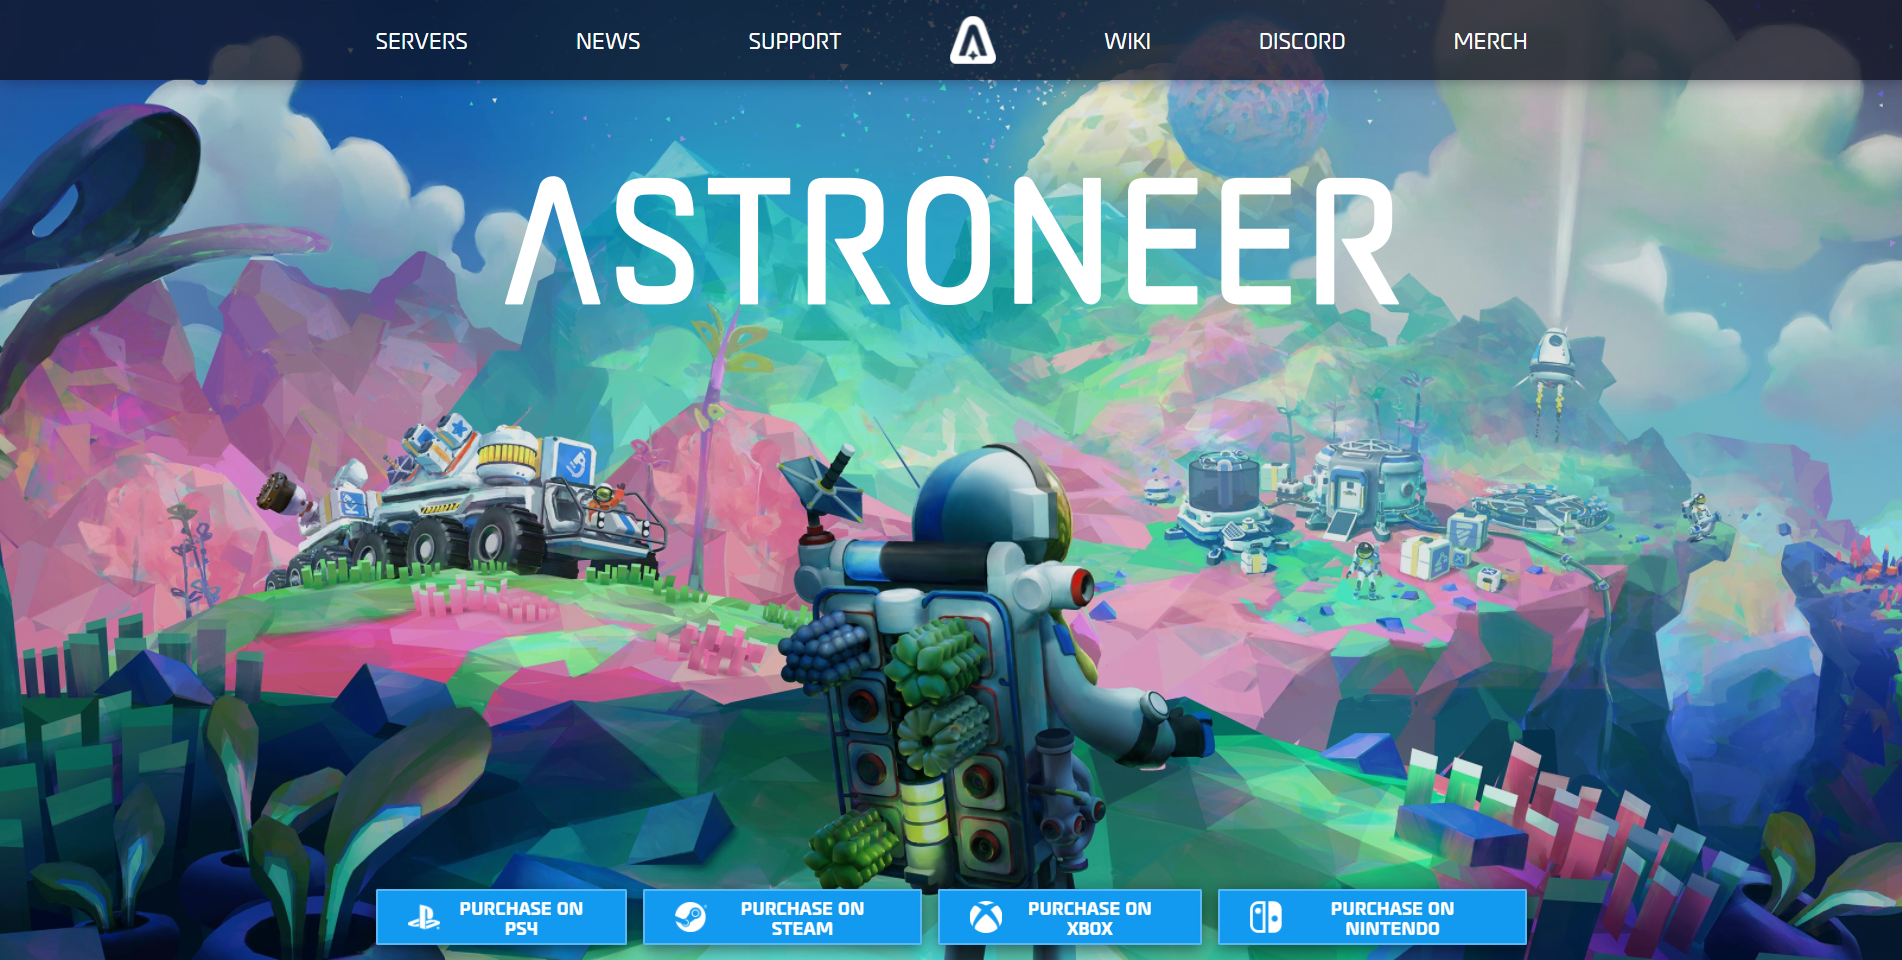 SERVERS NEWS SUPPORT WIKI DISCORD MERCH
ASTRONEER
PURCHASE ON
PS4
PURCHASE ON
STEAM
PURCHASE ON
XBOX
PURCHASE ON
NINTENDO